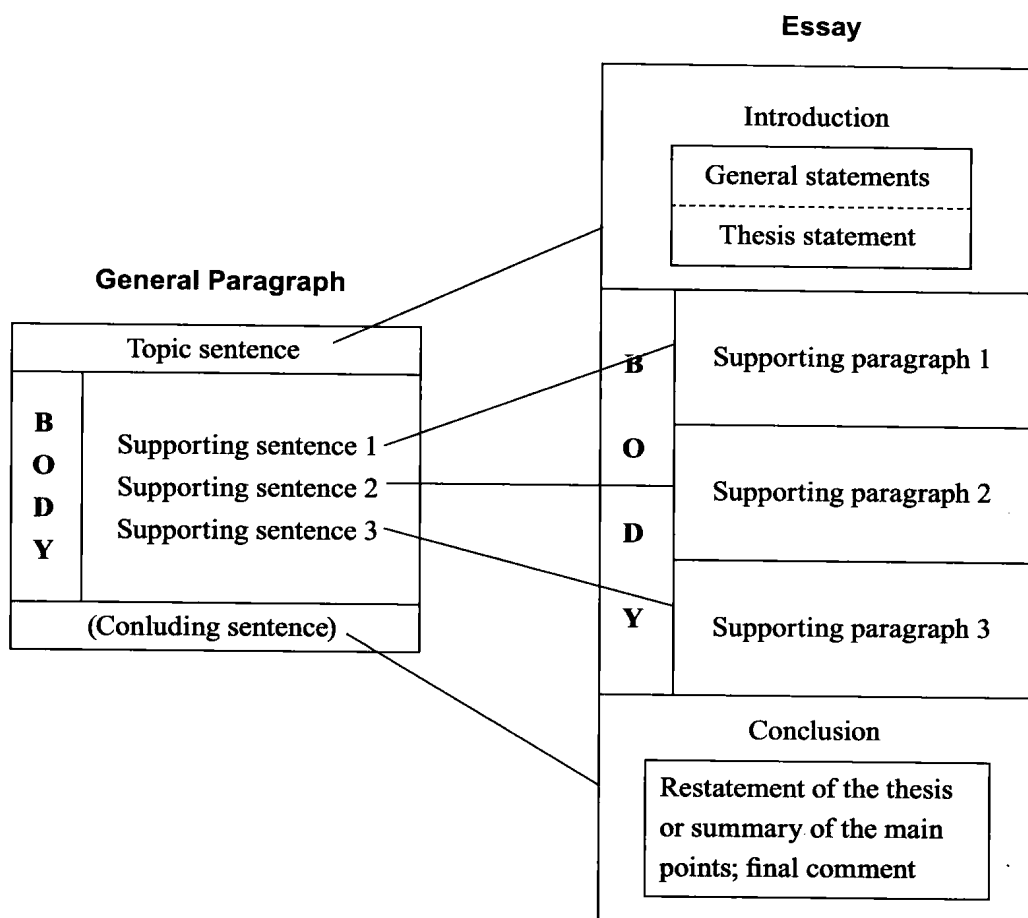 Essay
Introduction
General statements
Thesis statement
General Paragraph
Topic sentence
B
O
D
Y
Supporting sentence 1
Supporting sentence 2
Supporting sentence 3
(Conluding sentence)
B
O
D
Y
Supporting paragraph 1
Supporting paragraph 2
Supporting paragraph 3
Conclusion
Restatement of the thesis
or summary of the main
points; final comment